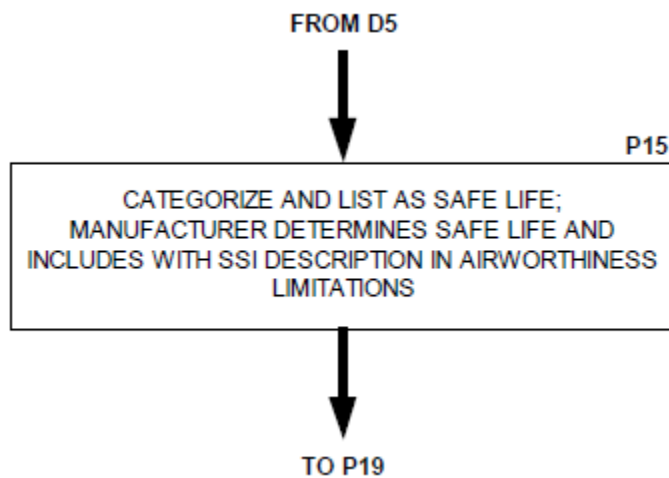 FROM D5
P15
CATEGORIZE AND LIST AS SAFE LIFE;
MANUFACTURER DETERMINES SAFE LIFE AND
INCLUDES WITH SSI DESCRIPTION IN AIRWORTHINESS
LIMITATIONS
TO P19